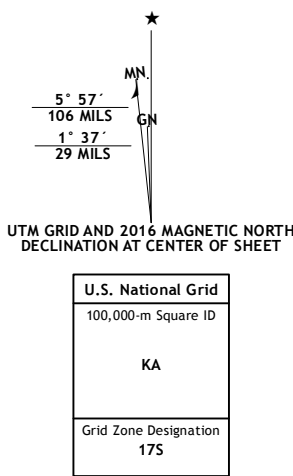 ★
MN.
5° 57´
106 MILS
GN
1° 37´
29 MILS
UTM GRID AND 2016 MAGNETIC NORTH
DECLINATION AT CENTER OF SHEET
U.S. National Grid
100,000-m Square ID
KA
Grid Zone Designation
17S